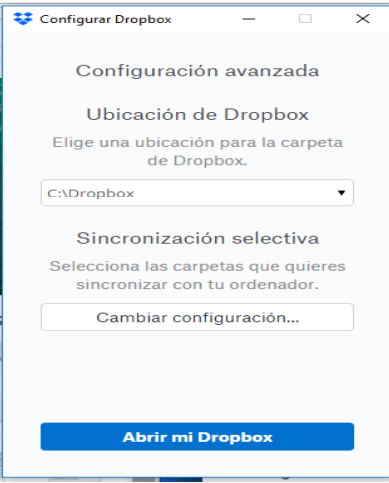 Configurar Dropbox
Configuración avanzada
Ubicación de Dropbox
Elige una ubicación para la carpeta
de Dropbox.
C:\Dropbox
Sincronización selectiva
Selecciona las carpetas que quieres
sincronizar con tu ordenador.
Cambiar configuración...
Abrir mi Dropbox